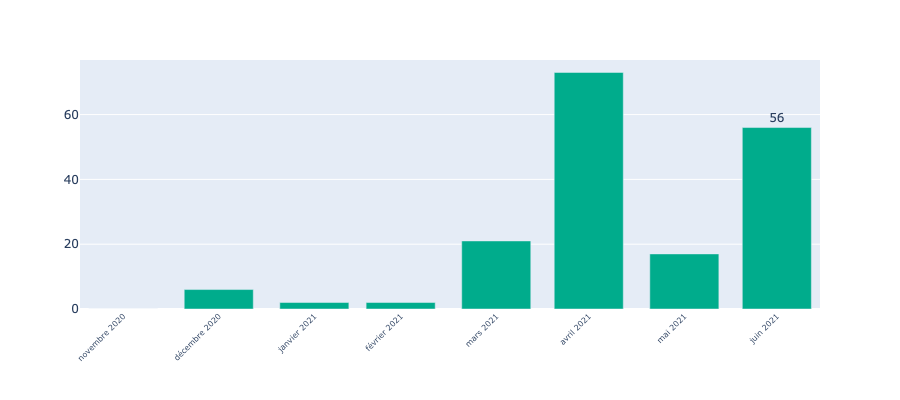 60
40
20
0
56
novembre 2020
décembre 2020
janvier 2021
février 2021
mars 2021
avril 2021
mai 2021
juin 2021